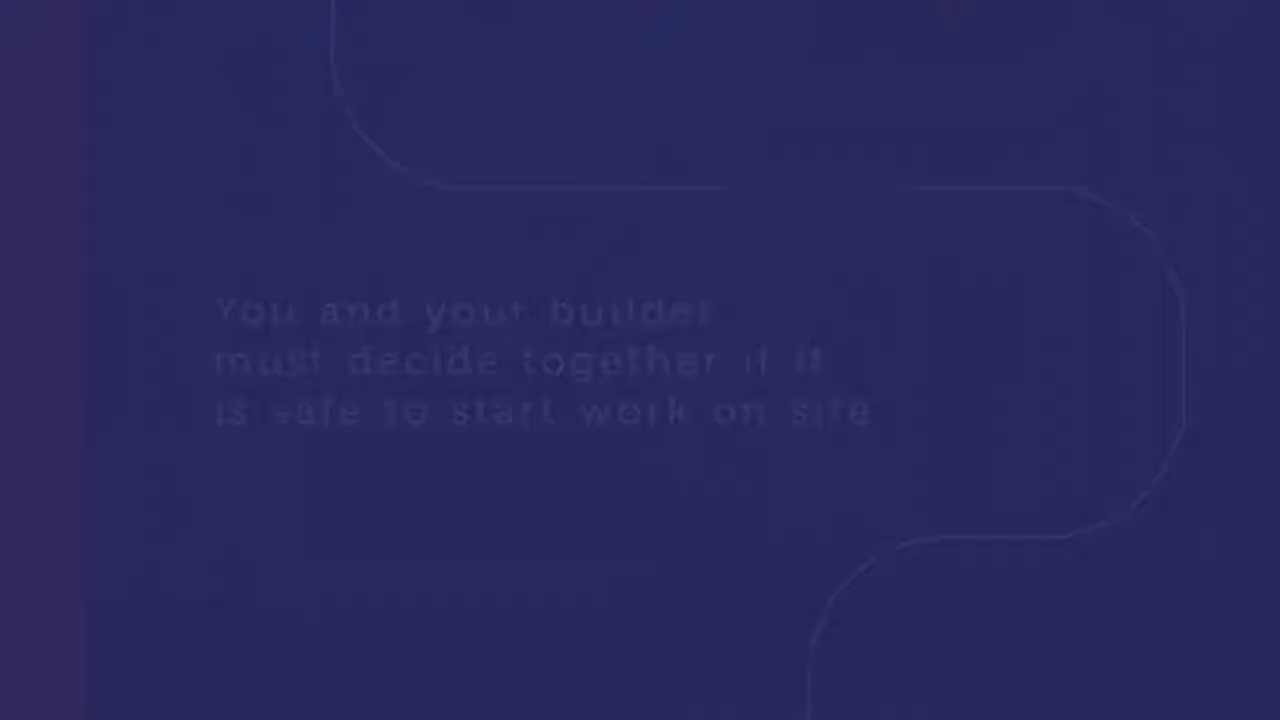 You and your builder
must decide together if it
is safe to start work on site